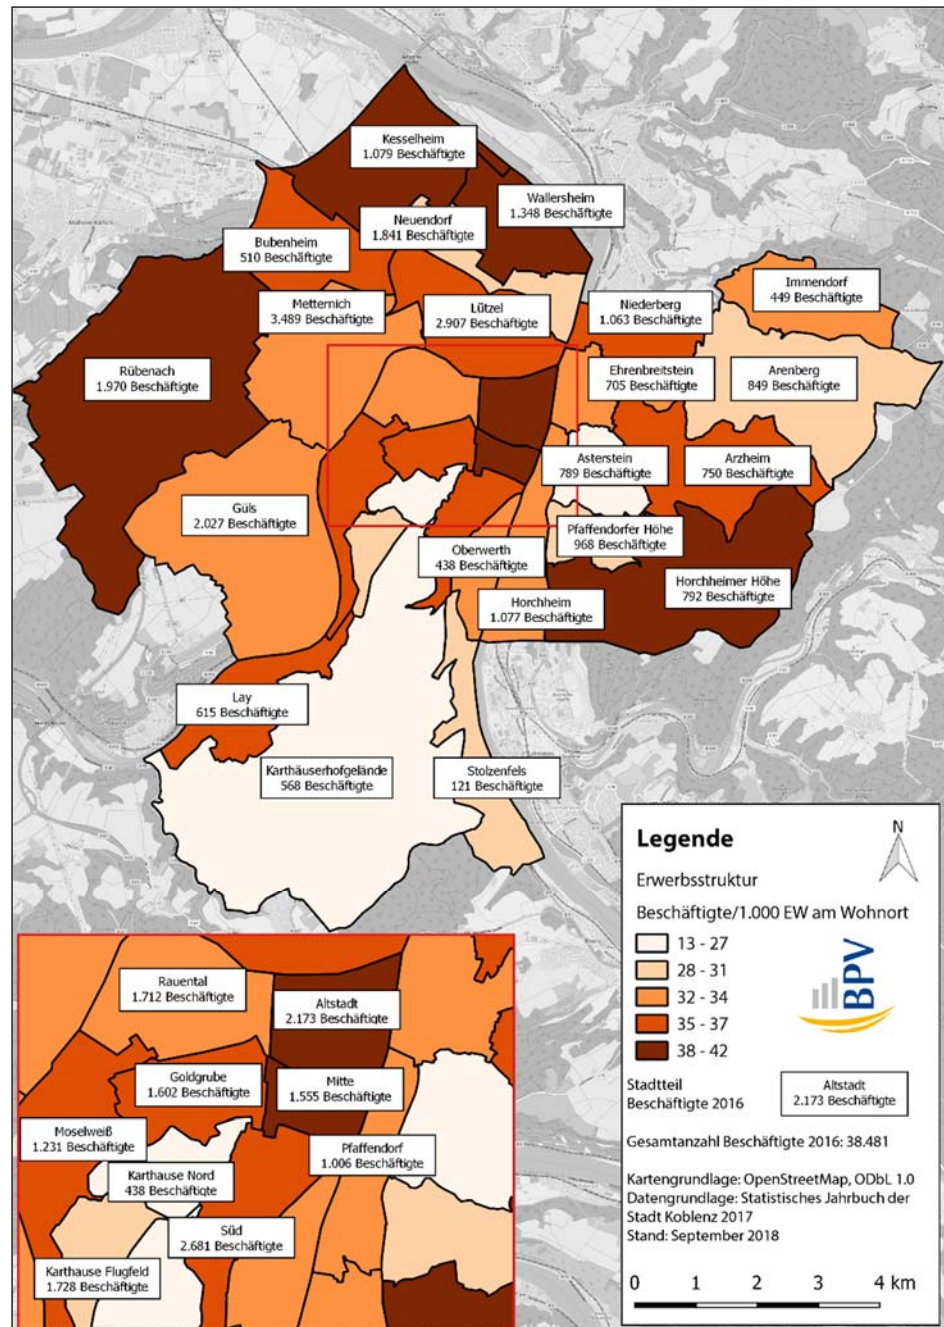 Kesselheim
1.079 Beschäftigte
Wallersheim
1.348 Beschäftigte
Neuendorf
1.841 Beschäftigte
Bubenheim
510 Beschäftigte
Immendorf
449 Beschäftigte
Metternich
3.489 Beschäftigte
Lützel
2.907 Beschäftigte
Niederberg
1.063 Beschäftigte
Rübenach
1.970 Beschäftigte
Ehrenbreitstein
705 Beschäftigte
Arenberg
849 Beschäftigte
Asterstein
789 Beschäftigte
Arzheim
750 Beschäftigte
Güls
2.027 Beschäftigte
Pfaffendorfer Höhe
968 Beschäftigte
Oberwerth
438 Beschäftigte
Horchheimer Höhe
792 Beschäftigte
Horchheim
1.077 Beschäftigte
Lay
615 Beschäftigte
Karthäuserhofgelände
568 Beschäftigte
Stolzenfels
121 Beschäftigte
Rauental
1.712 Beschäftigte
Altstadt
2.173 Beschäftigte
Goldgrube
1.602 Beschäftigte
Mitte
1.555 Beschäftigte
Moselweiß
1.231 Beschäftigte
Pfaffendorf
1.006 Beschäftigte
Karthause Nord
438 Beschäftigte
Süd
2.681 Beschäftigte
Karthause Flugfeld
1.728 Beschäftigte
Legende
N
Erwerbsstruktur
Beschäftigte/1.000 EW am Wohnort
13 - 27
28 - 31
32 - 34
35 - 37
38 - 42
BPV
Stadtteil
Beschäftigte 2016
Altstadt
2.173 Beschäftigte
Gesamtanzahl Beschäftigte 2016: 38.481
Kartengrundlage: OpenStreetMap, ODbL 1.0
Datengrundlage: Statistisches Jahrbuch der
Stadt Koblenz 2017
Stand: September 2018
0 1 2 3 4 km